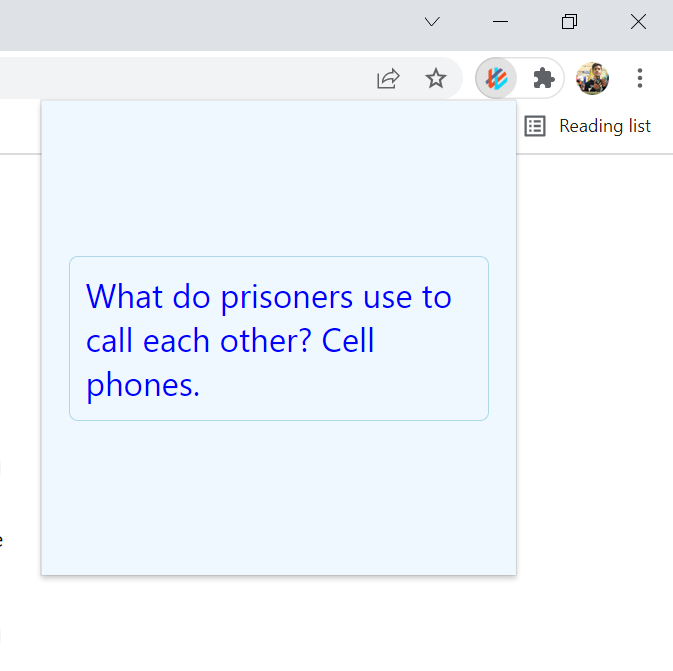 Reading list
What do prisoners use to
call each other? Cell
phones.